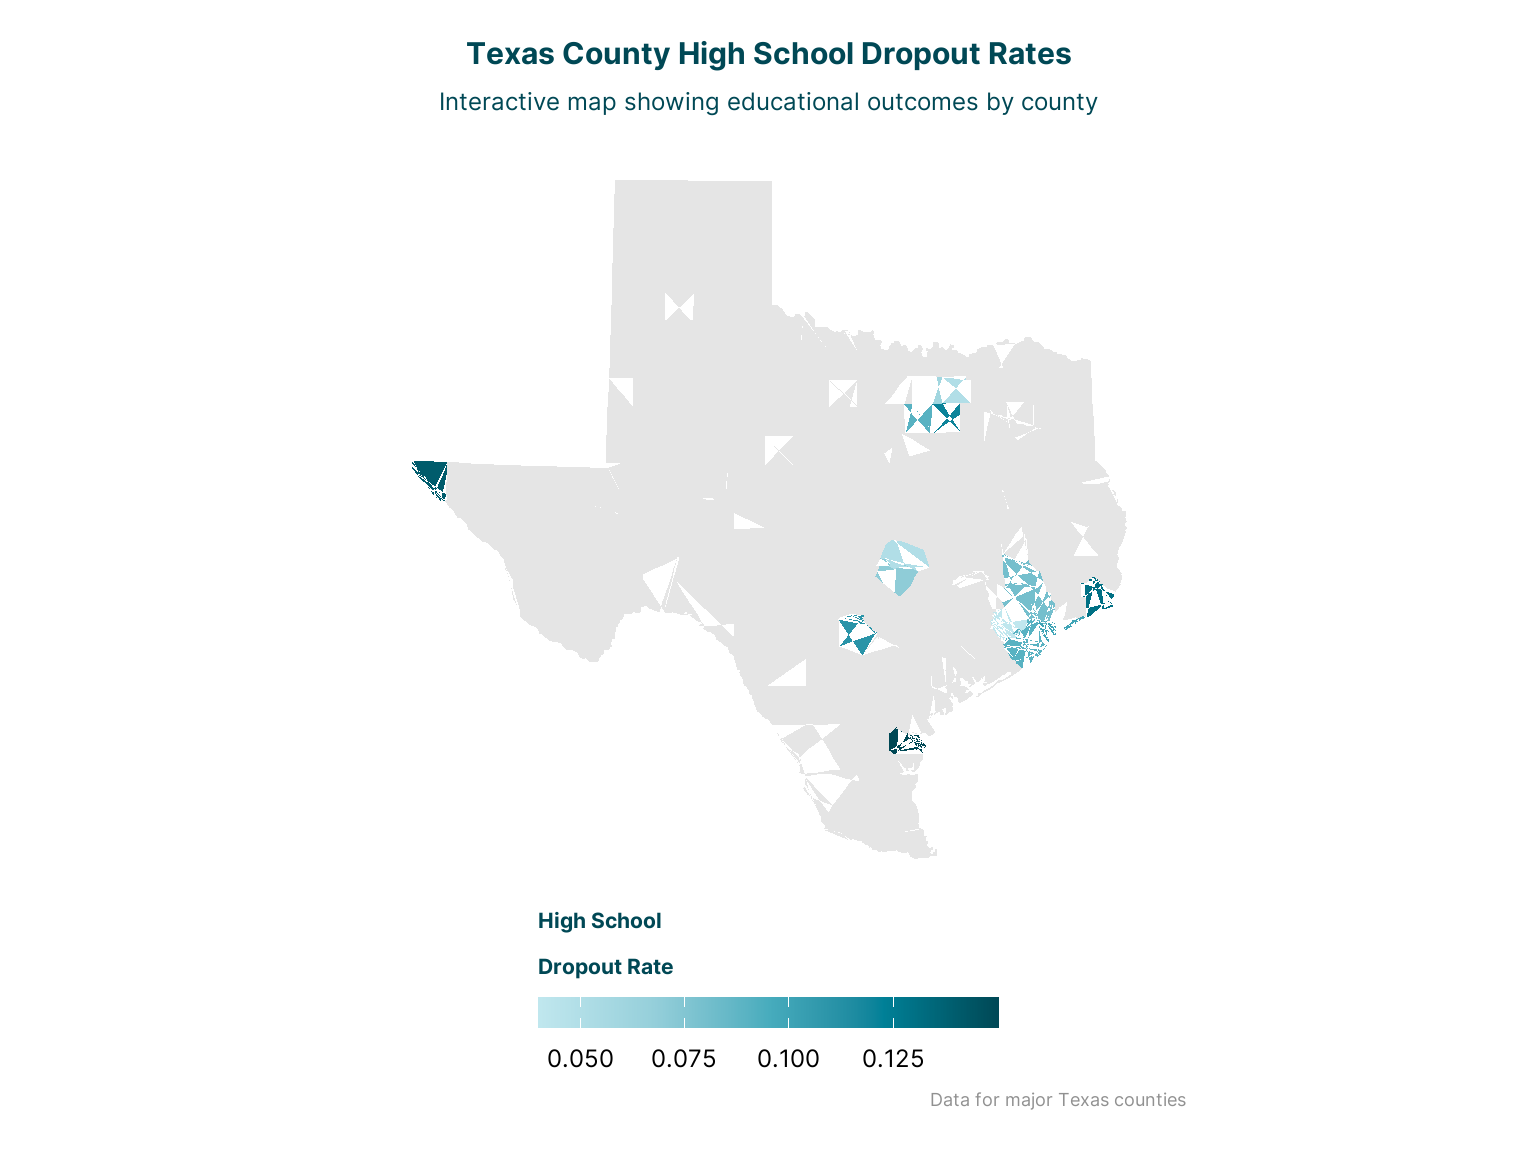 Texas County High School Dropout Rates
Interactive map showing educational outcomes by county
High School
Dropout Rate
0.050 0.075 0.100 0.125
Data for major Texas counties